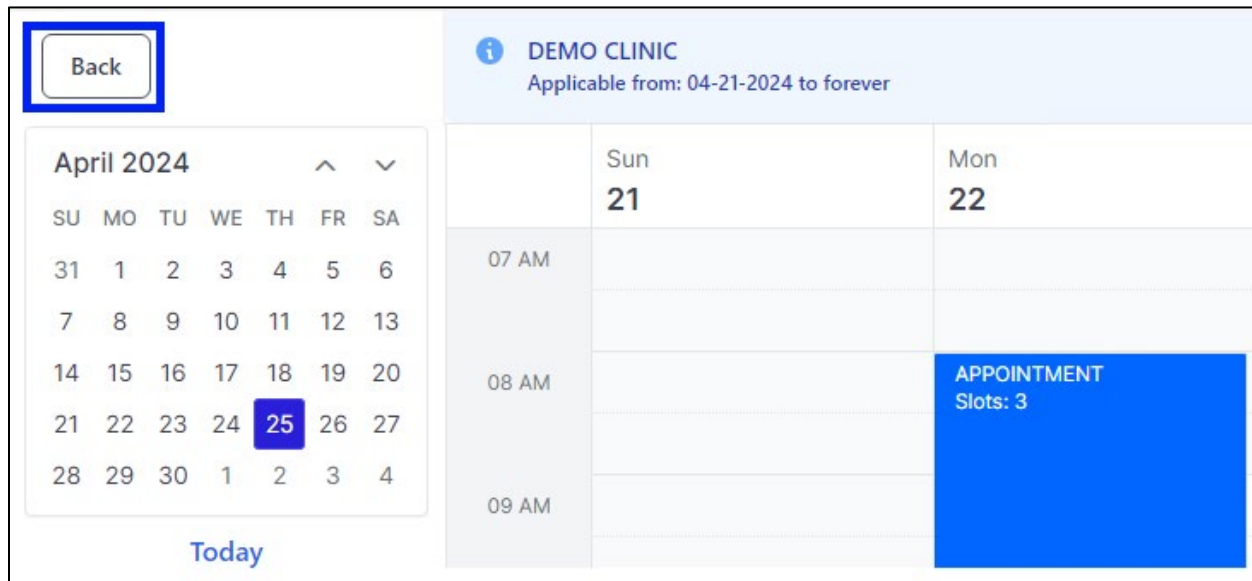 Back
April 2024
SU MO TU WE TH FR SA
31 1 2 3 4 5 6
7 8 9 10 11 12 13
14 15 16 17 18 19 20
21 22 23 24 25 26 27
28 29 30 1 2 3 4
Today
DEMO CLINIC
Applicable from: 04-21-2024 to forever
Sun Mon
21 22
07 AM
08 AM
APPOINTMENT
Slots: 3
09 AM